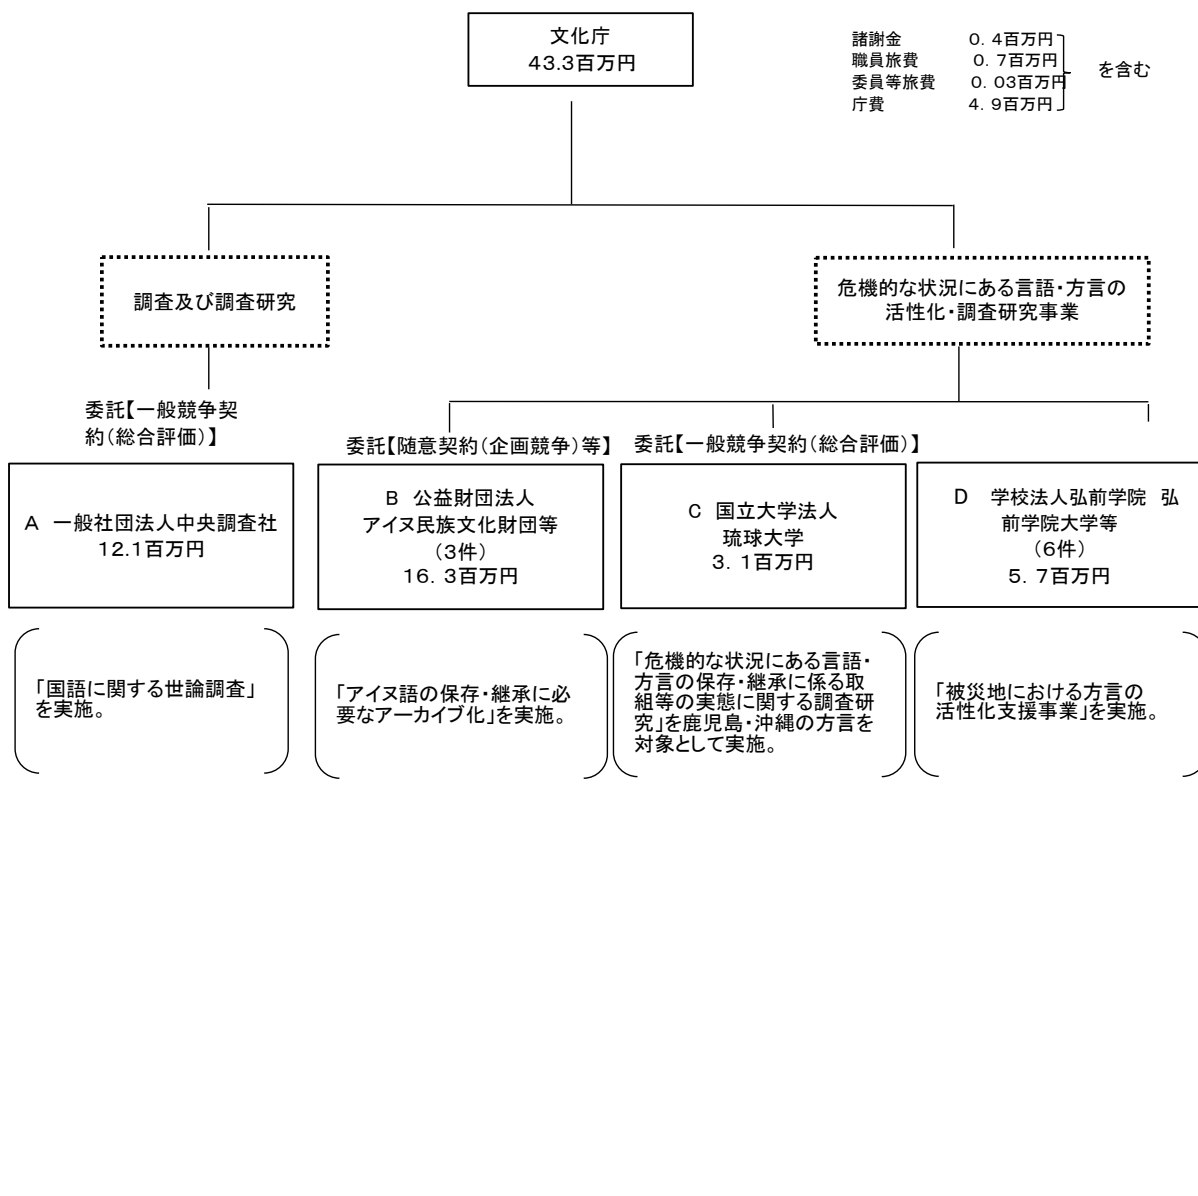 文化庁
43.3百万円
諸謝金 0．4百万円
職員旅費 0．7百万円
委員等旅費 0．03百万円
庁費 4．9百万円
を含む
調査及び調査研究
危機的な状況にある言語・方言の
活性化・調査研究事業
委託【一般競争契
約（総合評価）】
委託【随意契約（企画競争）等】
委託【一般競争契約（総合評価）】
A 一般社団法人中央調査社
12.1百万円
B 公益財団法人
アイヌ民族文化財団等
（3件）
16．3百万円
C 国立大学法人
琉球大学
3．1百万円
D 学校法人弘前学院 弘
前学院大学等
（6件）
5．7百万円
「国語に関する世論調査」
を実施。
「アイヌ語の保存・継承に必
要なアーカイブ化」を実施。
「危機的な状況にある言語・
方言の保存・継承に係る取
組等の実態に関する調査研
究」を鹿児島・沖縄の方言を
対象として実施。
「被災地における方言の
活性化支援事業」を実施。